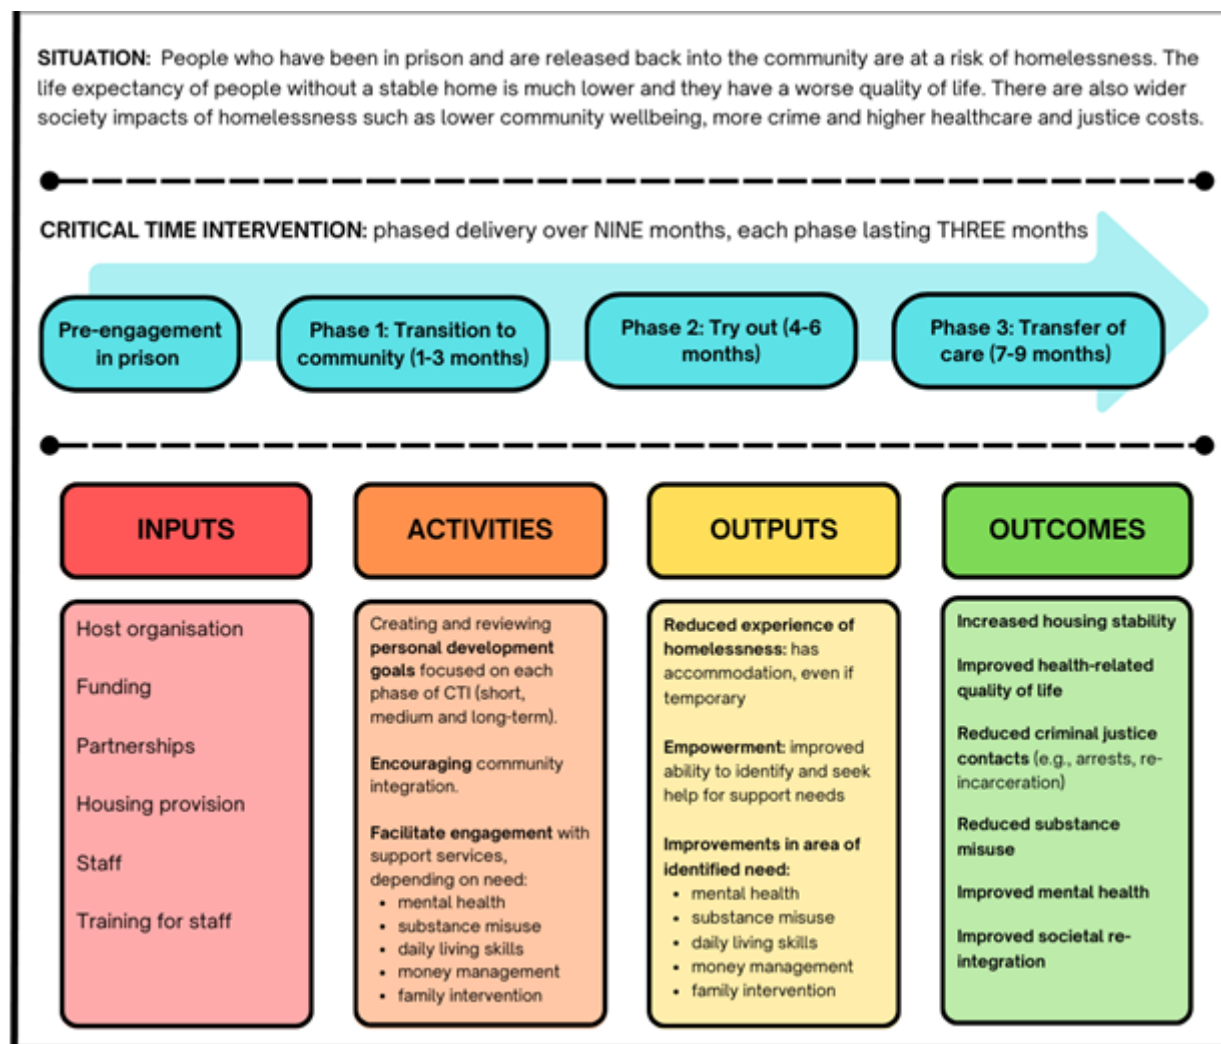 SITUATION: People who have been in prison and are released back into the community are at a risk of homelessness. The
life expectancy of people without a stable home is much lower and they have a worse quality of life. There are also wider
society impacts of homelessness such as lower community wellbeing, more crime and higher healthcare and justice costs.
CRITICAL TIME INTERVENTION: phased delivery over NINE months, each phase lasting THREE months
Pre-engagement
in prison
Phase 1: Transition to
community (1-3 months)
Phase 2: Try out (4-6
months)
Phase 3: Transfer of
care (7-9 months)
INPUTS
Host organisation
Funding
Partnerships
Housing provision
Staff
Training for staff
ACTIVITIES
Creating and reviewing
personal development
goals focused on each
phase of CTI (short,
medium and long-term).
Encouraging community
integration.
Facilitate engagement with
support services,
depending on need:
• mental health
• substance misuse
• daily living skills
• money management
• family intervention
OUTPUTS
Reduced experience of
homelessness: has
accommodation, even if
temporary
Empowerment: improved
ability to identify and seek
help for support needs
Improvements in area of
identified need:
• mental health
• substance misuse
• daily living skills
• money management
• family intervention
OUTCOMES
Increased housing stability
Improved health-related
quality of life
Reduced criminal justice
contacts (e.g., arrests, re-
incarceration)
Reduced substance
misuse
Improved mental health
Improved societal re-
integration